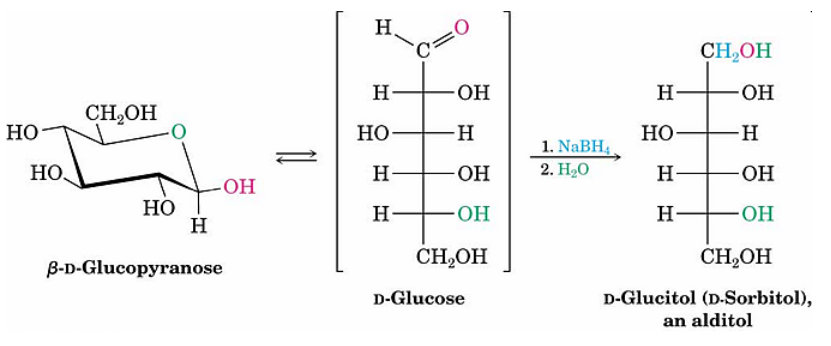 CH₂OH
HO
O
HO
HO
OH
H
β-D-Glucopyranose
H
O
C
H
OH
HO
H
H
OH
H
OH
CH₂OH
D-Glucose
1. NaBH₄
2. H₂O
CH₂OH
H
OH
HO
H
H
OH
H
OH
CH₂OH
D-Glucitol (D-Sorbitol),
an alditol